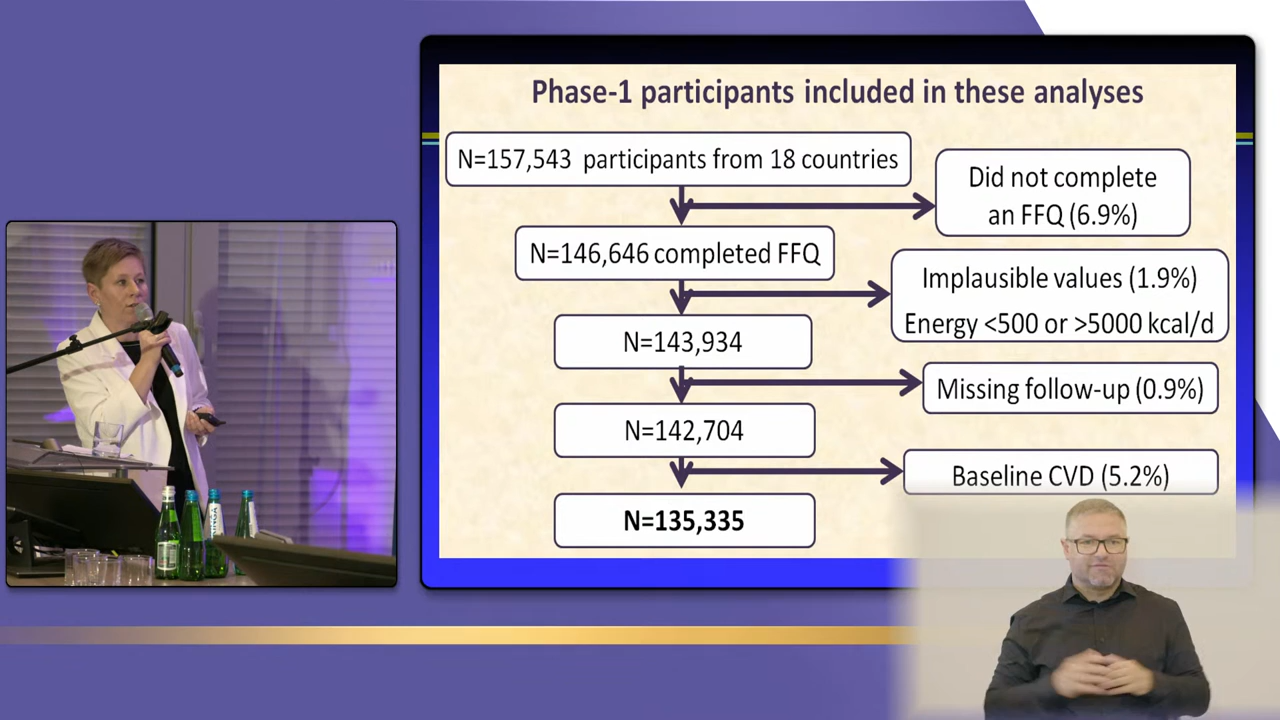 Phase-1 participants included in these analyses
N=157,543 participants from 18 countries
Did not complete
an FFQ (6.9%)
N=146,646 completed FFQ
Implausible values (1.9%)
Energy <500 or >5000 kcal/d
N=143,934
Missing follow-up (0.9%)
N=142,704
Baseline CVD (5.2%)
N=135,335